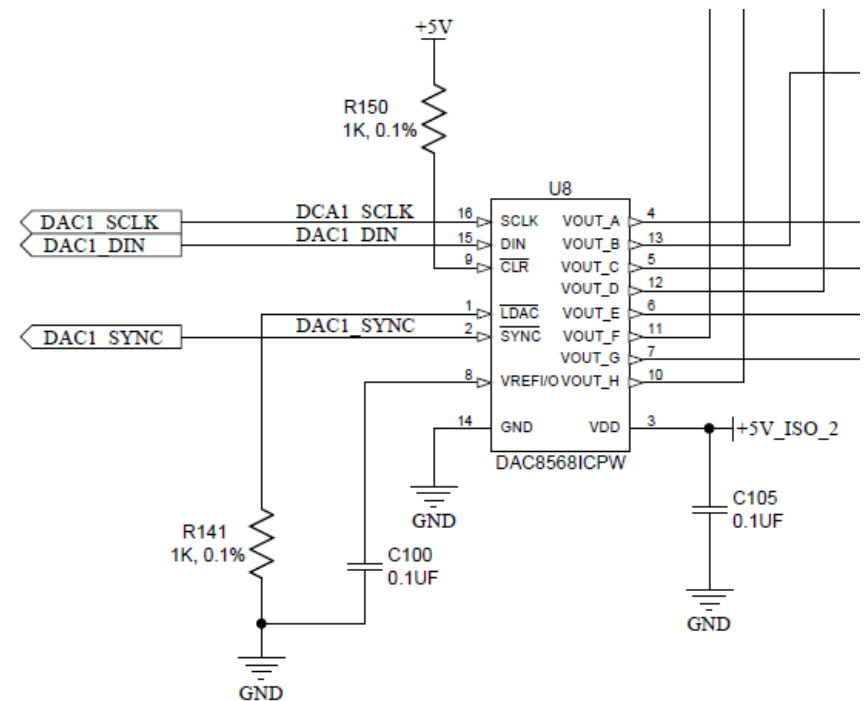 +5V
R150
1K, 0.1%
U8
DAC1_SCLK
DCA1_SCLK
16
SCLK
VOUT_A
4
DAC1_DIN
DAC1_DIN
15
DIN
VOUT_B
13
9
CLR
VOUT_C
5
VOUT_D
12
1
LDAC
VOUT_E
6
DAC1_SYNC
DAC1_SYNC
2
SYNC
VOUT_F
11
VOUT_G
7
8
VREFI/O
VOUT_H
10
14
GND
VDD
3
+5V_ISO_2
DAC8568ICPW
GND
C105
0.1UF
R141
1K, 0.1%
C100
0.1UF
GND
GND